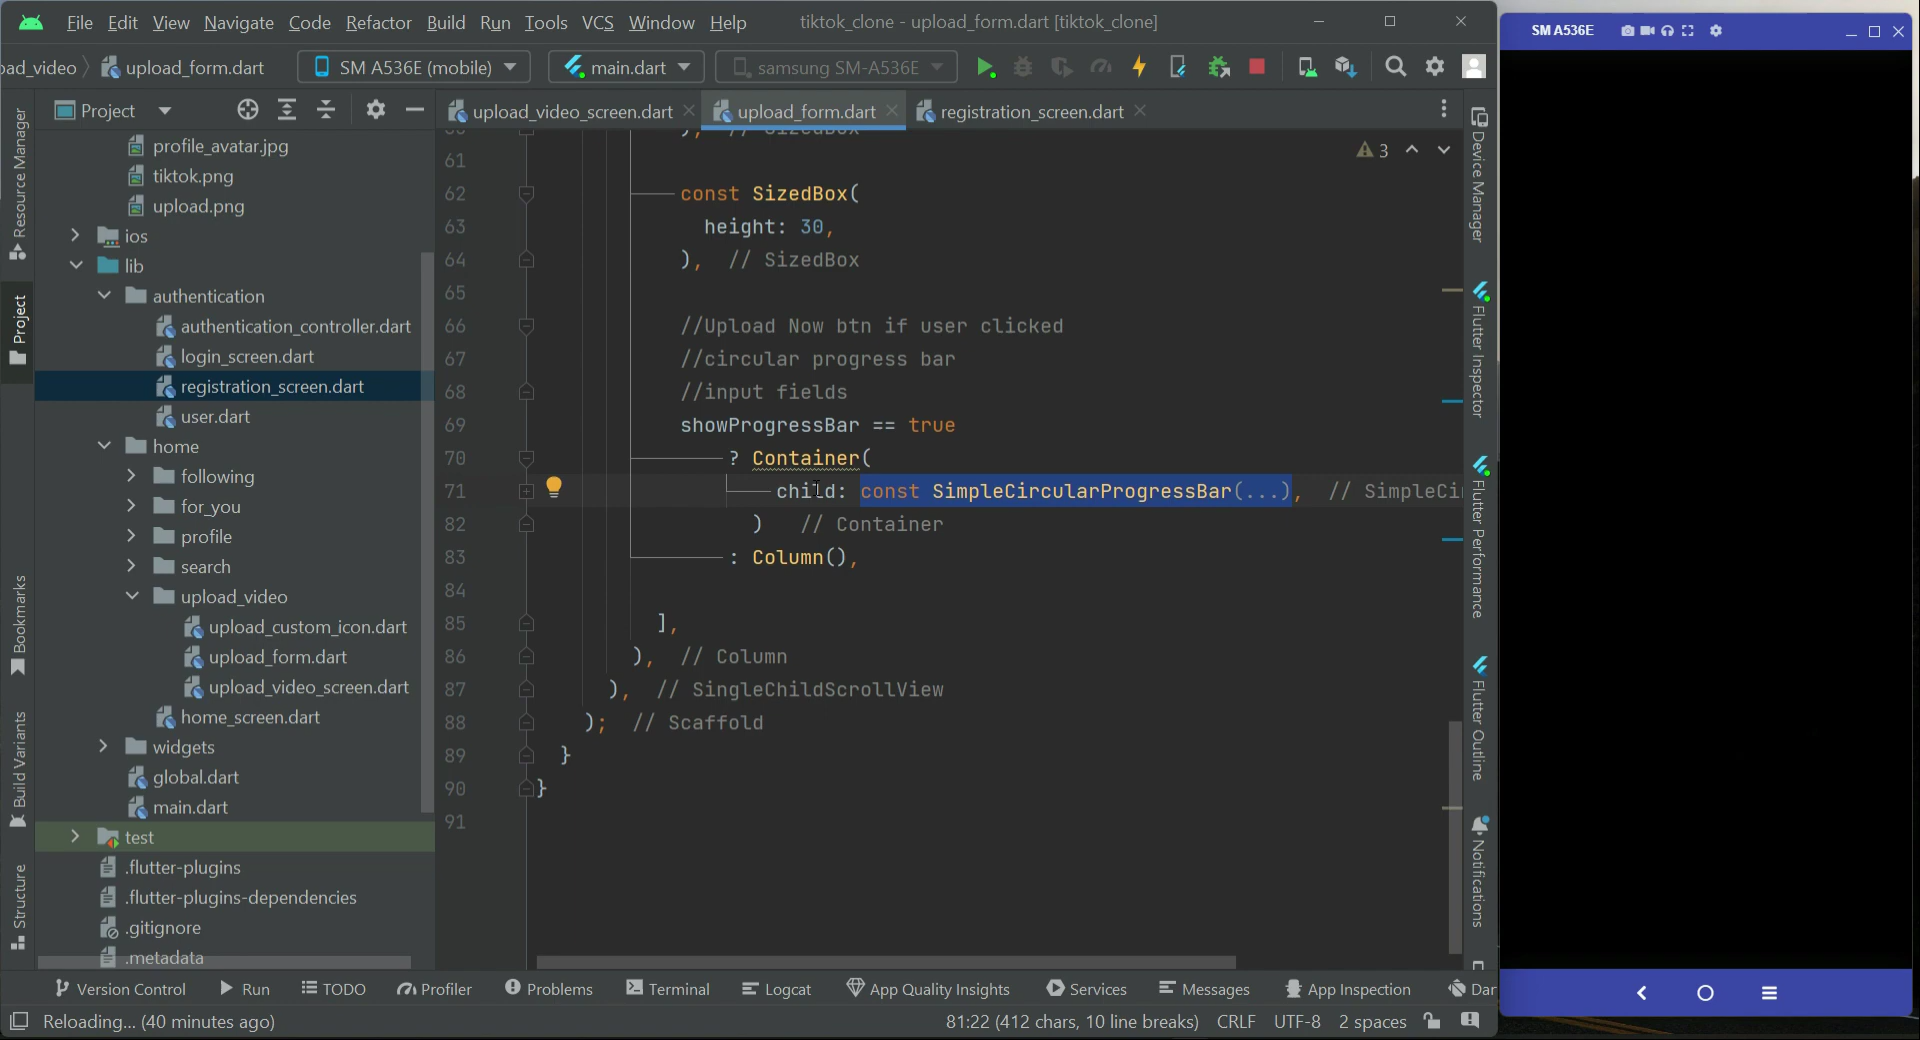 File Edit View Navigate Code Refactor Build Run Tools VCS Window Help tiktok_clone - upload_form.dart [tiktok_clone]
SM A536E
oad_video upload_form.dart SM A536E (mobile) main.dart samsung SM-A536E
Project upload_video_screen.dart upload_form.dart registration_screen.dart
Resource Manager
Project
Bookmarks
Build Variants
Structure
profile_avatar.jpg
tiktok.png
upload.png
ios
lib
authentication
authentication_controller.dart
login_screen.dart
registration_screen.dart
user.dart
home
following
for_you
profile
search
upload_video
upload_custom_icon.dart
upload_form.dart
upload_video_screen.dart
home_screen.dart
widgets
global.dart
main.dart
test
.flutter-plugins
.flutter-plugins-dependencies
.gitignore
.metadata
60 ), // SizedBox
3
61
62 const SizedBox(
63 height: 30,
64 ), // SizedBox
65
66 //Upload Now btn if user clicked
67 //circular progress bar
68 //input fields
69 showProgressBar == true
70 ? Container(
71 child: const SimpleCircularProgressBar(...), // SimpleCi
82 ) // Container
83 : Column(),
84
85 ],
86 ), // Column
87 ), // SingleChildScrollView
88 ); // Scaffold
89 }
90 }
91
Device Manager
Flutter Inspector
Flutter Performance
Flutter Outline
Notifications
Version Control Run TODO Profiler Problems Terminal Logcat App Quality Insights Services Messages App Inspection Dar
Reloading... (40 minutes ago) 81:22 (412 chars, 10 line breaks) CRLF UTF-8 2 spaces